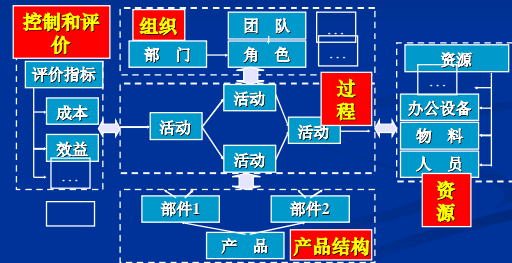 控制和评
价
评价指标
成本
效益
...
组织
团 队
部 门
角 色
...
...
过
程
活动
活动
活动
活动
部件1
部件2
产 品
产品结构
资源
...
办公设备
物 料
人 员
资
源